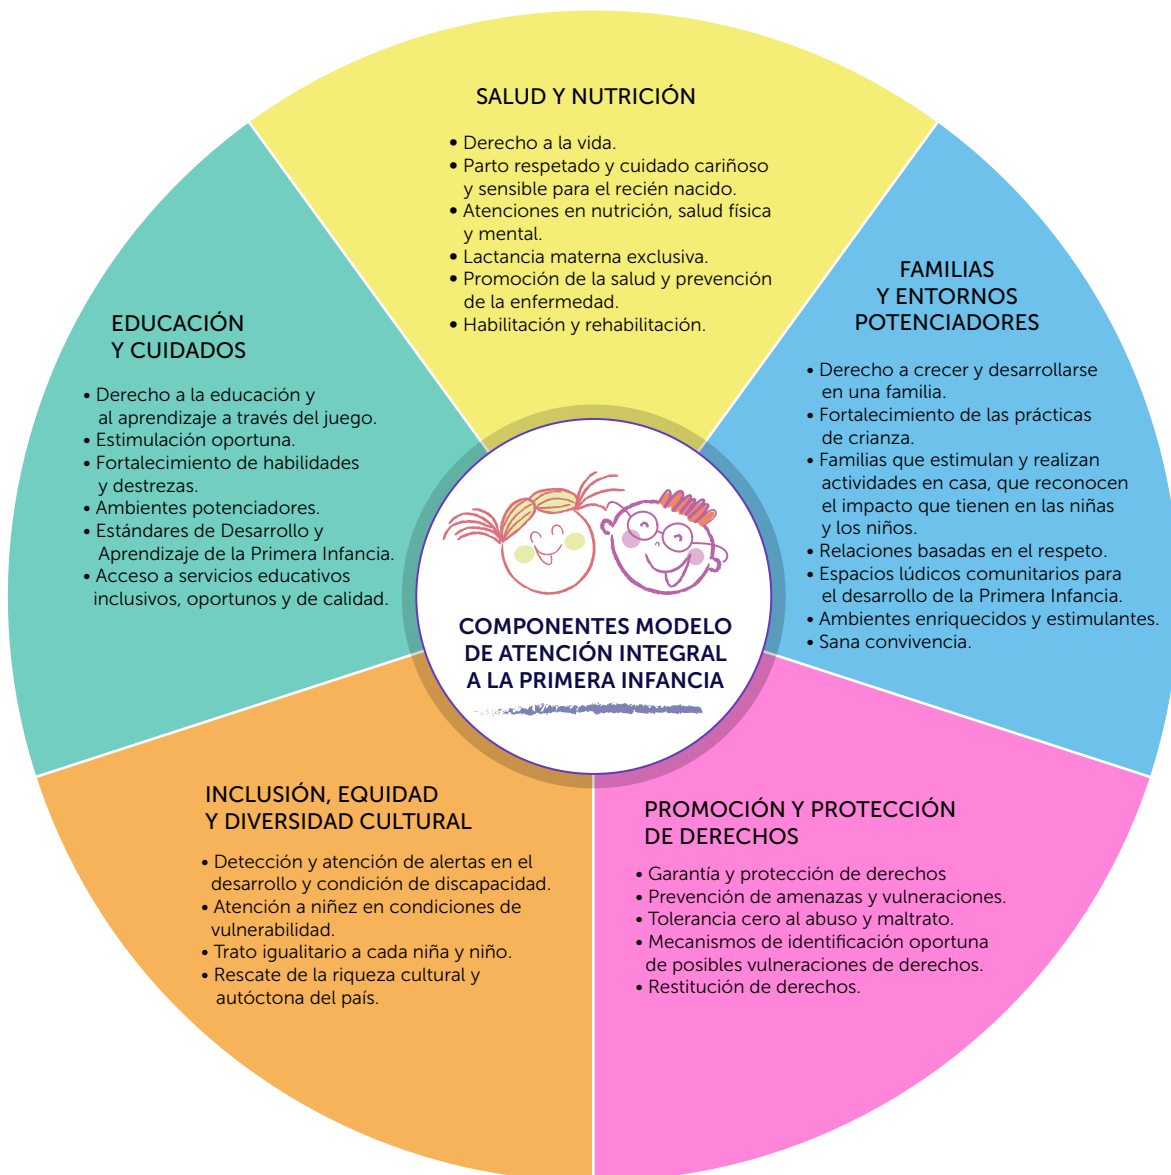 SALUD Y NUTRICIÓN
• Derecho a la vida.
• Parto respetado y cuidado cariñoso
y sensible para el recién nacido.
• Atenciones en nutrición, salud física
y mental.
• Lactancia materna exclusiva.
• Promoción de la salud y prevención
de la enfermedad.
• Habilitación y rehabilitación.
FAMILIAS
Y ENTORNOS
POTENCIADORES
• Derecho a crecer y desarrollarse
en una familia.
• Fortalecimiento de las prácticas
de crianza.
• Familias que estimulan y realizan
actividades en casa, que reconocen
el impacto que tienen en las niñas
y los niños.
• Relaciones basadas en el respeto.
• Espacios lúdicos comunitarios para
el desarrollo de la Primera Infancia.
• Ambientes enriquecidos y estimulantes.
• Sana convivencia.
EDUCACIÓN
Y CUIDADOS
• Derecho a la educación y
al aprendizaje a través del juego.
• Estimulación oportuna.
• Fortalecimiento de habilidades
y destrezas.
• Ambientes potenciadores.
• Estándares de Desarrollo y
Aprendizaje de la Primera Infancia.
• Acceso a servicios educativos
inclusivos, oportunos y de calidad.
COMPONENTES MODELO
DE ATENCIÓN INTEGRAL
A LA PRIMERA INFANCIA
INCLUSIÓN, EQUIDAD
Y DIVERSIDAD CULTURAL
• Detección y atención de alertas en el
desarrollo y condición de discapacidad.
• Atención a niñez en condiciones de
vulnerabilidad.
• Trato igualitario a cada niña y niño.
• Rescate de la riqueza cultural y
autóctona del país.
PROMOCIÓN Y PROTECCIÓN
DE DERECHOS
• Garantía y protección de derechos
• Prevención de amenazas y vulneraciones.
• Tolerancia cero al abuso y maltrato.
• Mecanismos de identificación oportuna
de posibles vulneraciones de derechos.
• Restitución de derechos.